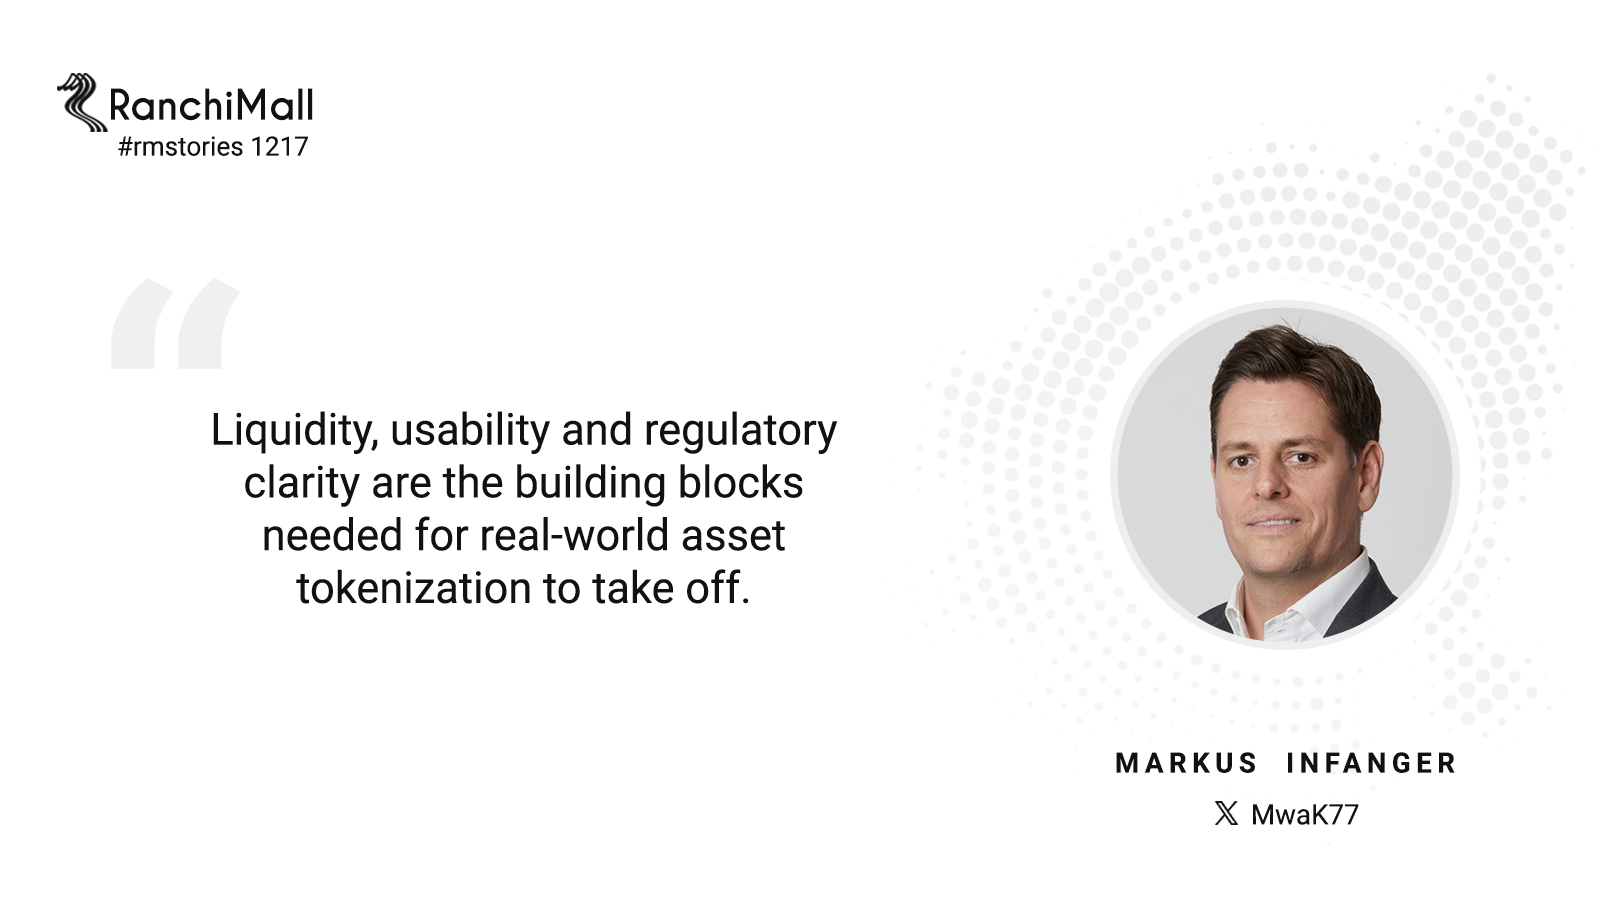 RanchiMall
#rmstories 1217
“
Liquidity, usability and regulatory
clarity are the building blocks
needed for real-world asset
tokenization to take off.
MARKUS INFANGER
𝕏 MwaK77